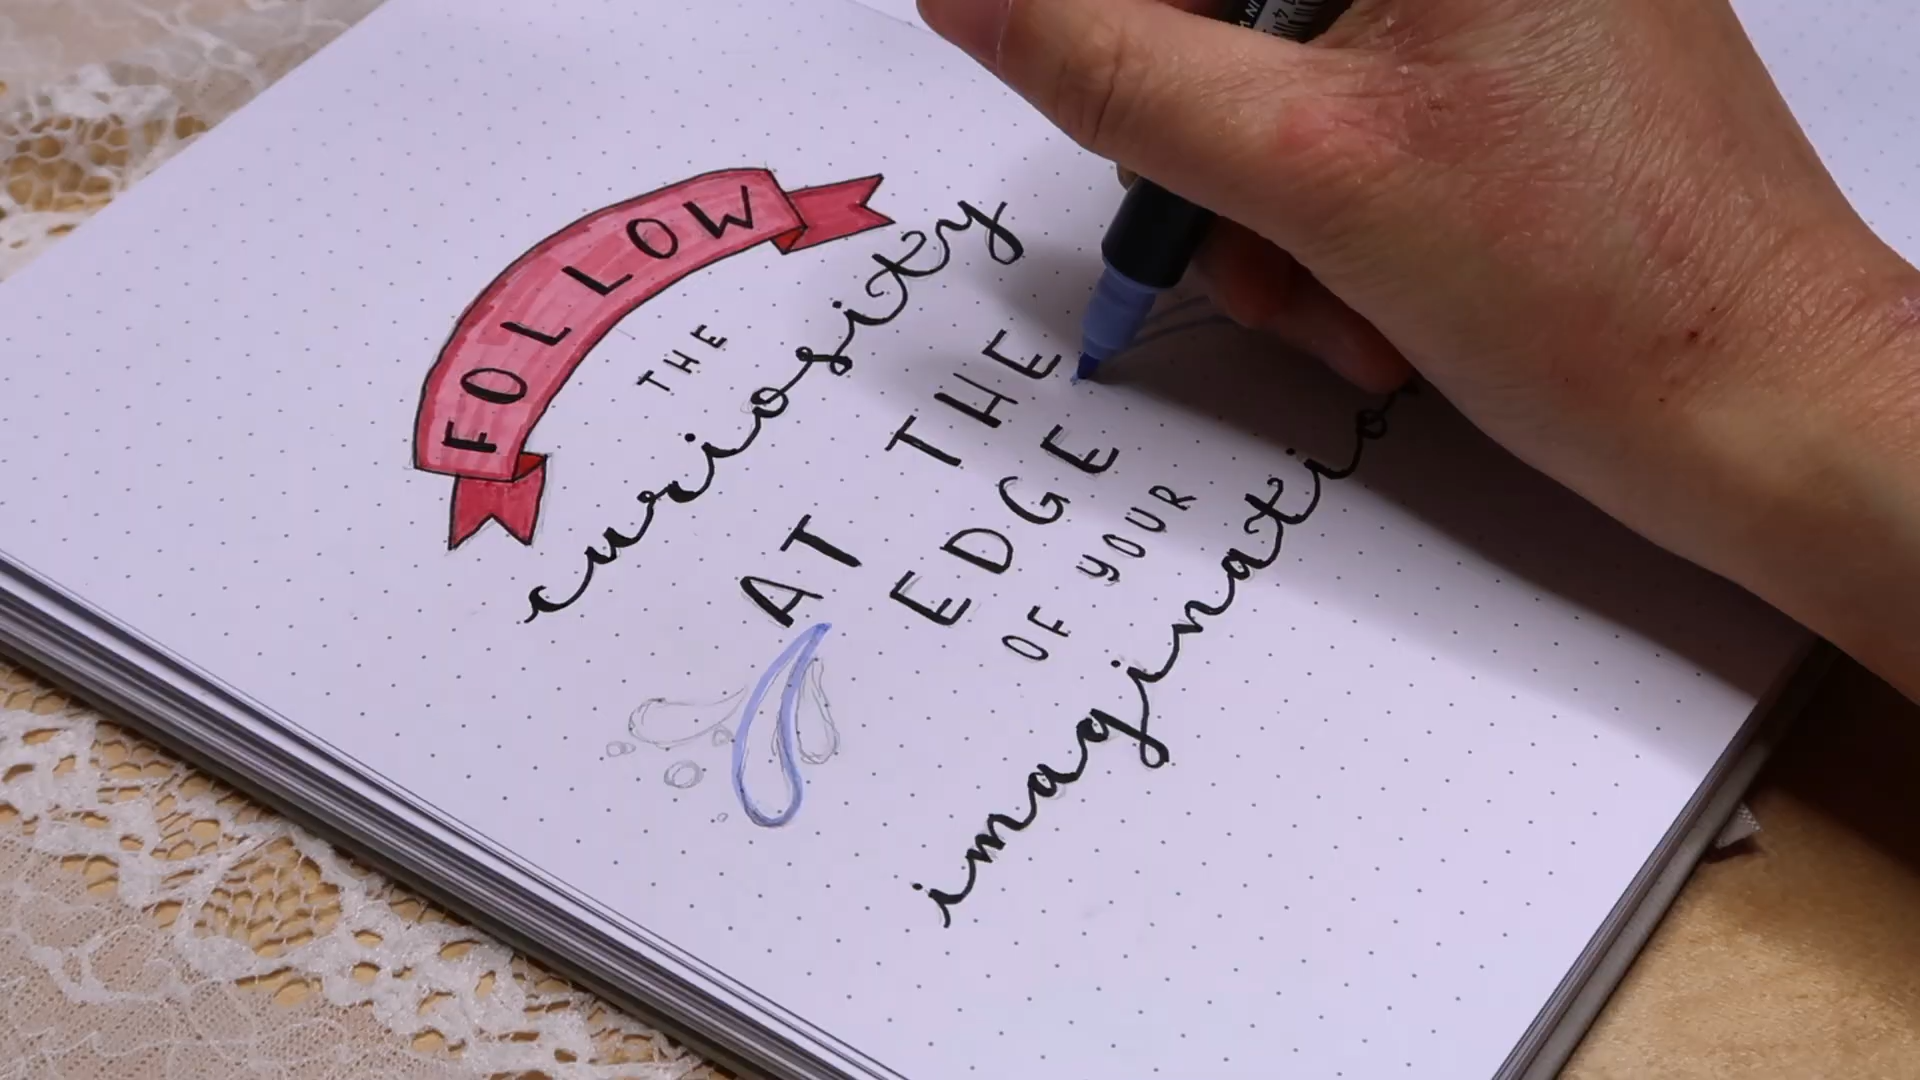 FOLLOW
THE
curiosity
AT THE
EDGE
OF YOUR
imaginatio